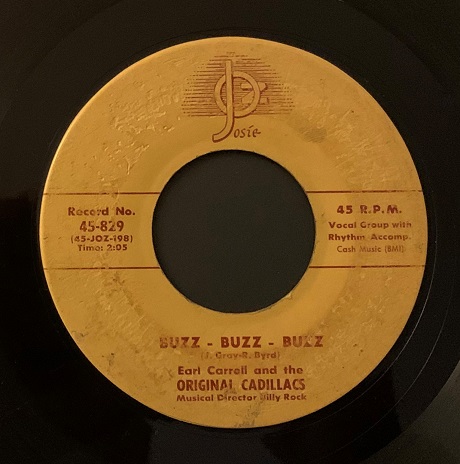 Josie
Record No.
45-829
(45-JOZ-198)
Time: 2:05
45 R.P.M.
Vocal Group with
Rhythm Accomp.
Cash Music (BMI)
BUZZ - BUZZ - BUZZ
(J. Gray-R. Byrd)
Earl Carroll and the
ORIGINAL CADILLACS
Musical Director Billy Rock